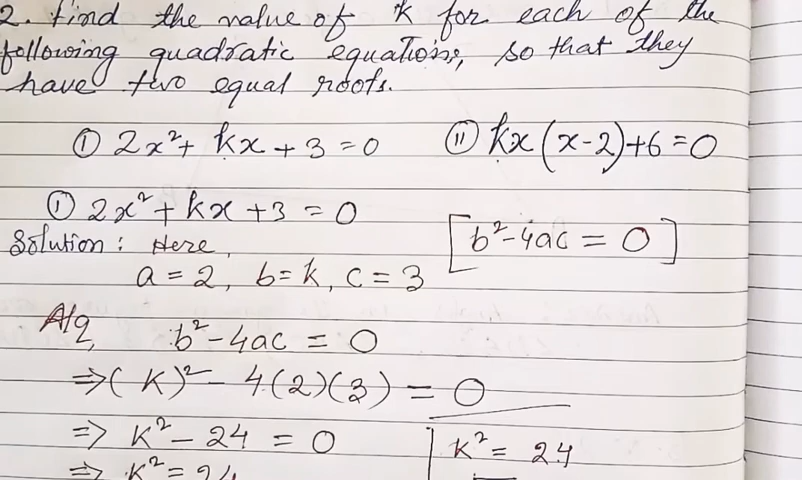 2. Find the value of k for each of the
following quadratic equations, so that they
have two equal roots.
(i) 2x²+ kx + 3 = 0 (ii) kx(x-2)+6=0
(i) 2x² + kx + 3 = 0
Solution : Here, [b²-4ac = 0]
a = 2, b = k, c = 3
A/q, b² - 4ac = 0
⇒ (K)² - 4(2)(3) = 0
⇒ K² - 24 = 0
K² = 24
⇒ K² = 24